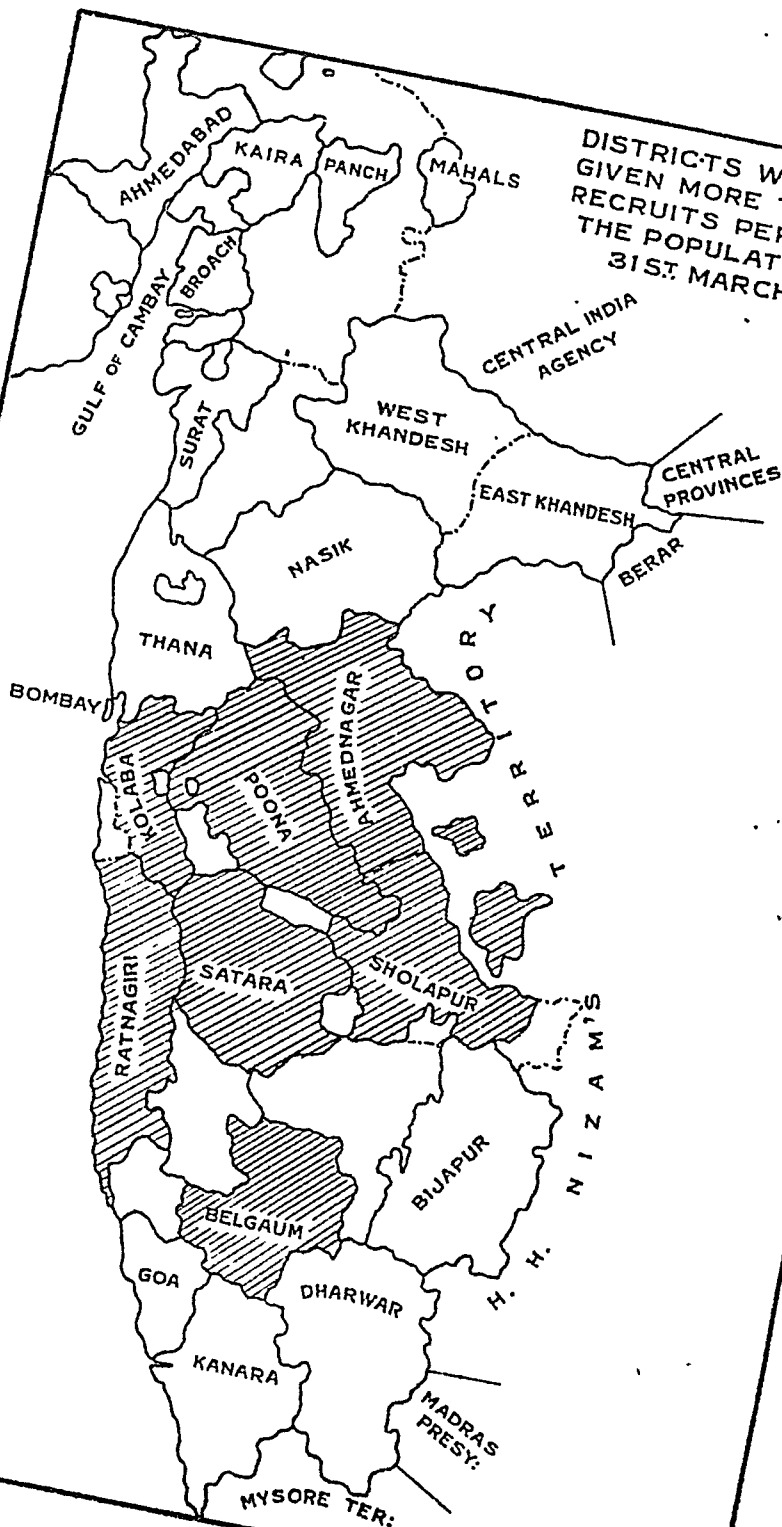 DISTRICTS W
GIVEN MORE
RECRUITS PER
THE POPULAT
31ST. MARCH
AHMEDABAD
KAIRA
PANCH
MAHALS
BROACH
GULF OF CAMBAY
SURAT
CENTRAL INDIA
AGENCY
WEST
KHANDESH
EAST KHANDESH
CENTRAL
PROVINCES
BERAR
NASIK
THANA
BOMBAY
KOLABA
POONA
AHMEDNAGAR
RATNAGIRI
SATARA
SHOLAPUR
H. H. NIZAM'S TERRITORY
BIJAPUR
BELGAUM
GOA
DHARWAR
KANARA
MADRAS
PRESY:
MYSORE TER: